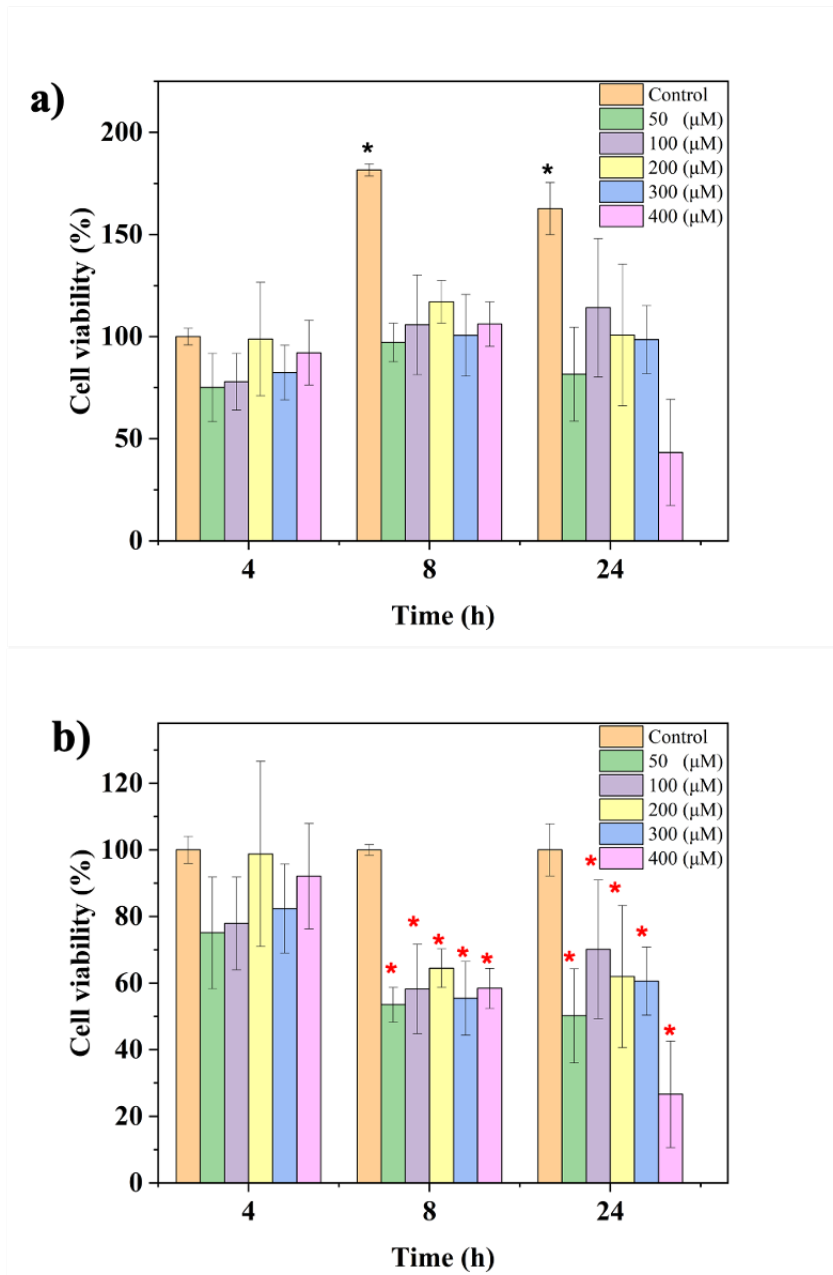 a)
Cell viability (%)
200
150
100
50
0
*
*
Control
50 (μM)
100 (μM)
200 (μM)
300 (μM)
400 (μM)
4 8 24
Time (h)
b)
Cell viability (%)
120
100
80
60
40
20
0
* * * * *
* * * * *
Control
50 (μM)
100 (μM)
200 (μM)
300 (μM)
400 (μM)
4 8 24
Time (h)